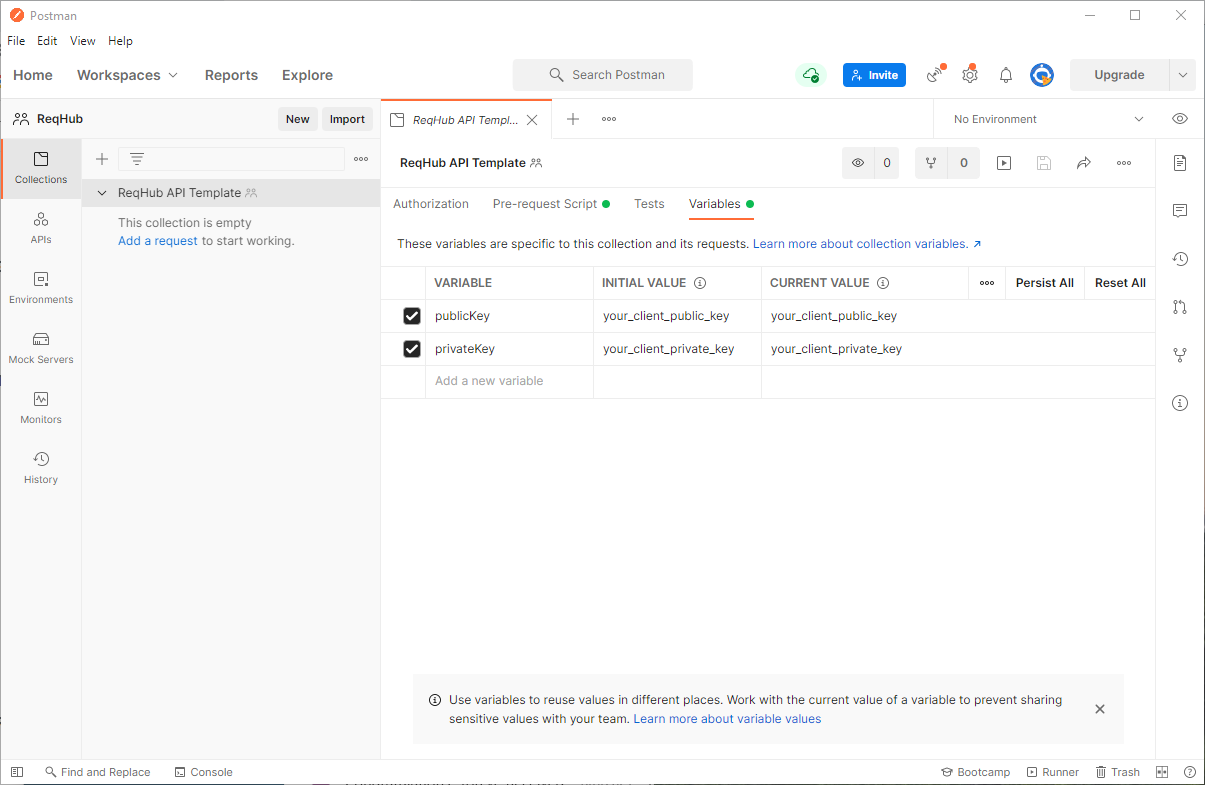 Postman
File Edit View Help
Home Workspaces Reports Explore Search Postman Invite Upgrade
ReqHub New Import ReqHub API Templ... No Environment
Collections
ReqHub API Template
This collection is empty
Add a request to start working.
APIs
Environments
Mock Servers
Monitors
History
ReqHub API Template 0 0
Authorization Pre-request Script Tests Variables
These variables are specific to this collection and its requests. Learn more about collection variables. ↗
VARIABLE INITIAL VALUE CURRENT VALUE Persist All Reset All
publicKey your_client_public_key your_client_public_key
privateKey your_client_private_key your_client_private_key
Add a new variable
Use variables to reuse values in different places. Work with the current value of a variable to prevent sharing
sensitive values with your team. Learn more about variable values
Find and Replace Console Bootcamp Runner Trash